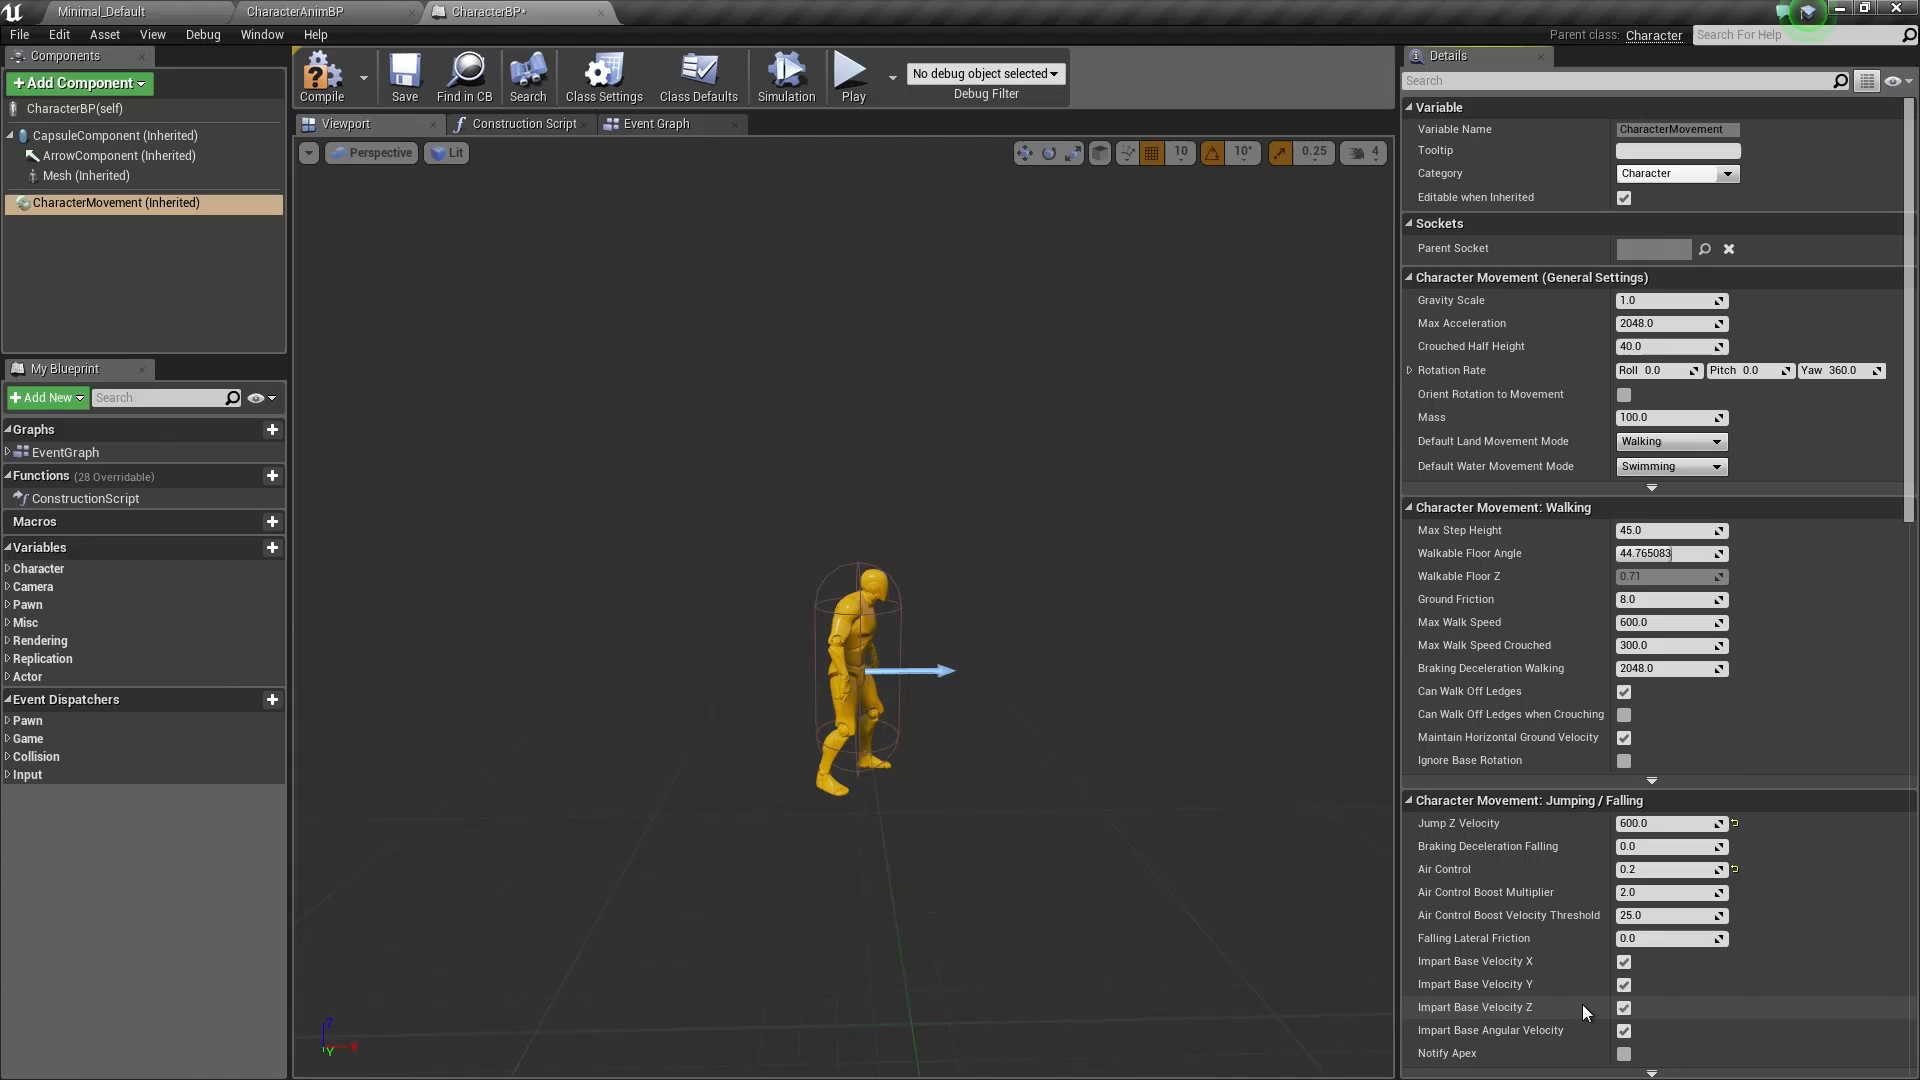 Minimal_Default
CharacterAnimBP
CharacterBP*
File Edit Asset View Debug Window Help
Parent class: Character
Search For Help
Components
+Add Component
CharacterBP(self)
CapsuleComponent (Inherited)
ArrowComponent (Inherited)
Mesh (Inherited)
CharacterMovement (Inherited)
My Blueprint
+Add New
Search
Graphs
EventGraph
Functions (28 Overridable)
ConstructionScript
Macros
Variables
Character
Camera
Pawn
Misc
Rendering
Replication
Actor
Event Dispatchers
Pawn
Game
Collision
Input
Compile
Save
Find in CB
Search
Class Settings
Class Defaults
Simulation
Play
No debug object selected
Debug Filter
Viewport
Construction Script
Event Graph
Perspective
Lit
10
10°
0.25
4
Z
X
Y
Details
Search
Variable
Variable Name CharacterMovement
Tooltip
Category Character
Editable when Inherited
Sockets
Parent Socket
Character Movement (General Settings)
Gravity Scale 1.0
Max Acceleration 2048.0
Crouched Half Height 40.0
Rotation Rate Roll 0.0 Pitch 0.0 Yaw 360.0
Orient Rotation to Movement
Mass 100.0
Default Land Movement Mode Walking
Default Water Movement Mode Swimming
Character Movement: Walking
Max Step Height 45.0
Walkable Floor Angle 44.765083
Walkable Floor Z 0.71
Ground Friction 8.0
Max Walk Speed 600.0
Max Walk Speed Crouched 300.0
Braking Deceleration Walking 2048.0
Can Walk Off Ledges
Can Walk Off Ledges when Crouching
Maintain Horizontal Ground Velocity
Ignore Base Rotation
Character Movement: Jumping / Falling
Jump Z Velocity 600.0
Braking Deceleration Falling 0.0
Air Control 0.2
Air Control Boost Multiplier 2.0
Air Control Boost Velocity Threshold 25.0
Falling Lateral Friction 0.0
Impart Base Velocity X
Impart Base Velocity Y
Impart Base Velocity Z
Impart Base Angular Velocity
Notify Apex